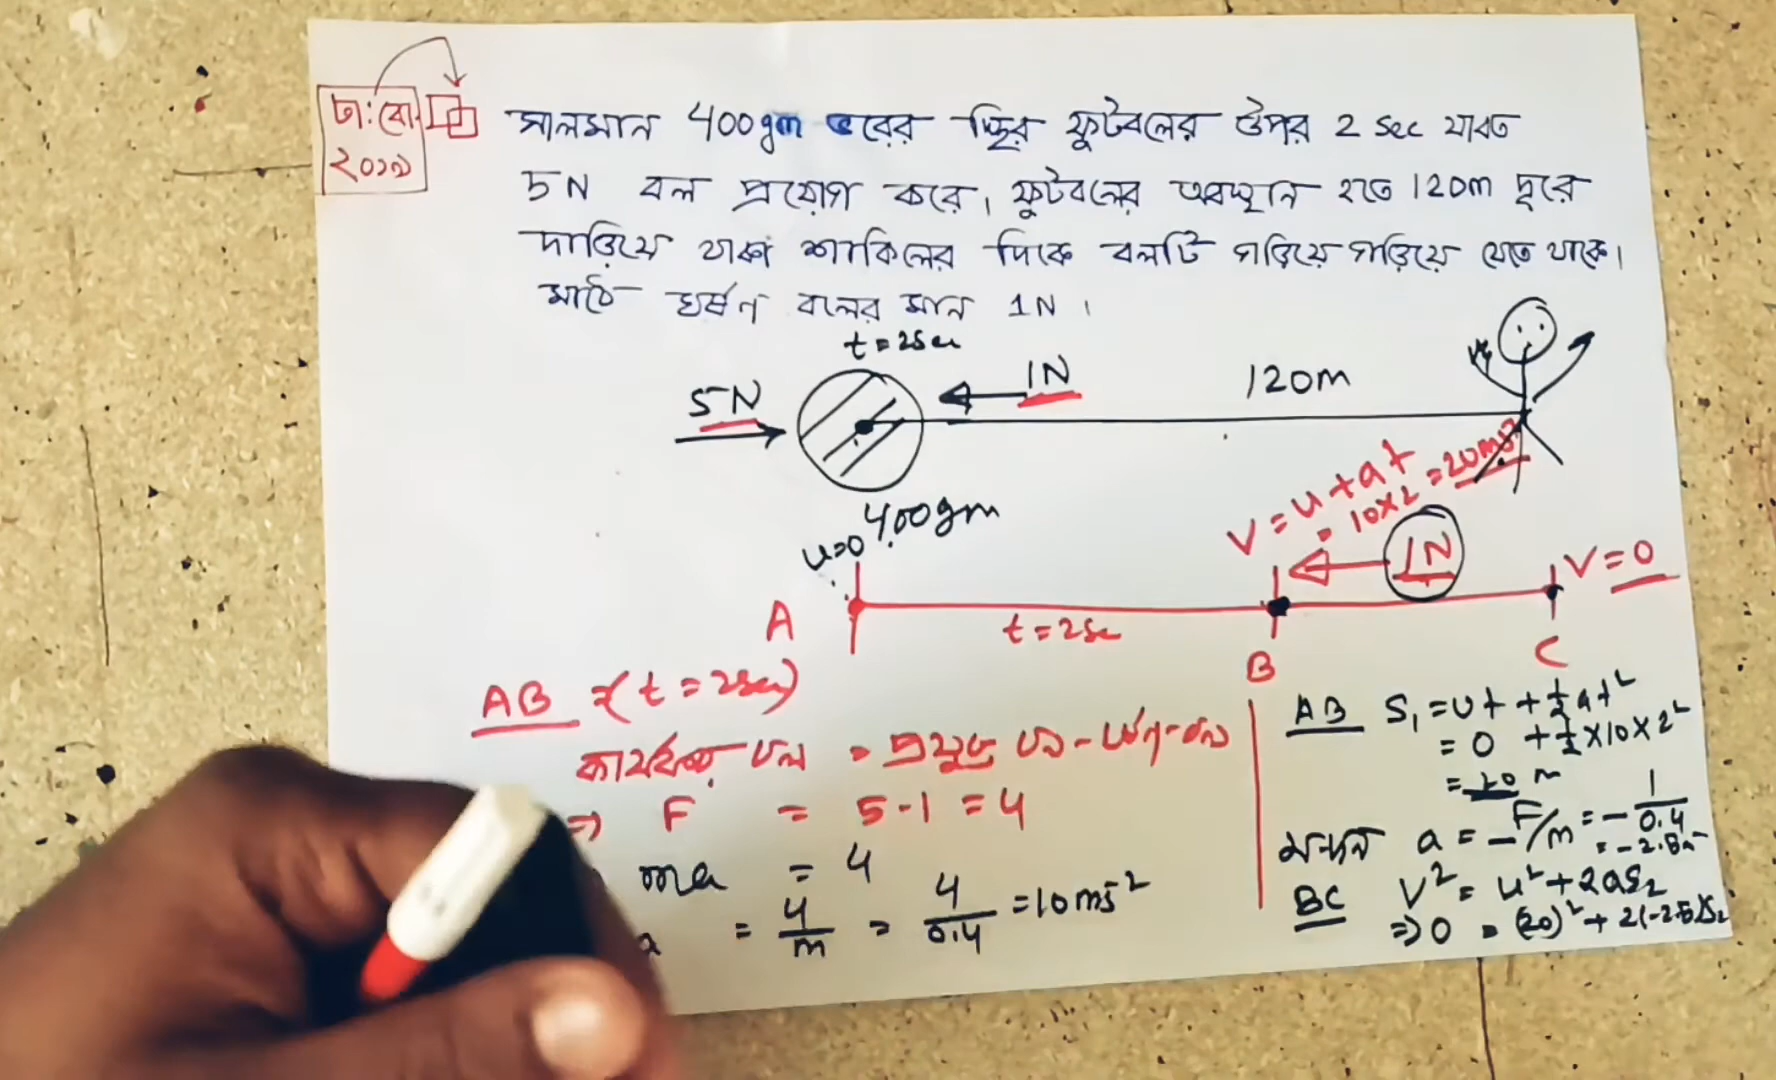 ঢা: বো
২০১৯
সালমান 400gm ভরের স্থির ফুটবলের উপর 2 sec যাবত
5N বল প্রয়োগ করে। ফুটবলের অবস্থান হতে 120m দূরে
দাড়িয়ে থাকা শাকিলের দিকে বলটি গড়িয়ে গড়িয়ে যেতে থাকে।
মাঠে ঘর্ষন বলের মান 1N।
t = 2sec
5N
1N
120m
400gm
u=0
V = u + at
= 10×2 = 20ms⁻¹
1N
V = 0
A
t = 2sec
B
C
AB ⇒ (t = 2sec)
কার্যকর বল = প্রযুক্ত বল - ঘর্ষণ বল
⇒ F = 5 - 1 = 4
ma = 4
a = 4/m = 4/0.4 = 10ms⁻²
AB S₁ = ut + ½at²
= 0 + ½×10×2²
= 20 m
মন্দন a = -F/m = - 1/0.4
= -2.5
BC V² = u² + 2as₂
⇒ 0 = (20)² + 2(-2.5)S₂